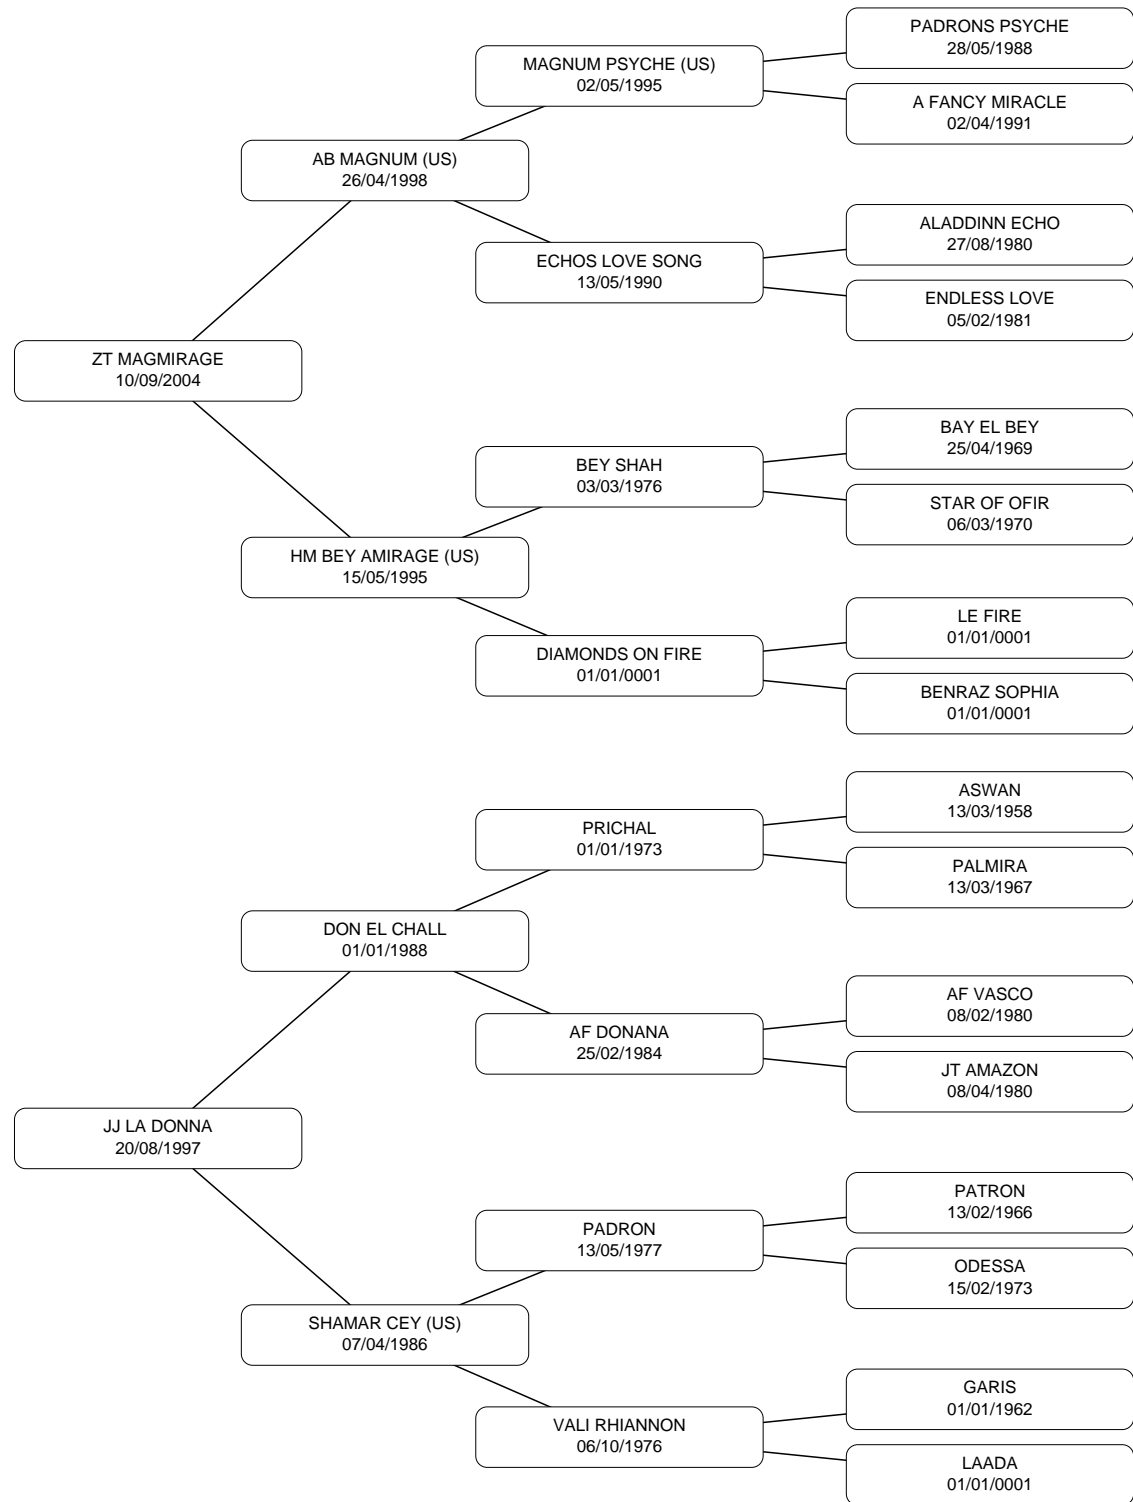 PADRONS PSYCHE
28/05/1988
MAGNUM PSYCHE (US)
02/05/1995
A FANCY MIRACLE
02/04/1991
AB MAGNUM (US)
26/04/1998
ALADDINN ECHO
27/08/1980
ECHOS LOVE SONG
13/05/1990
ENDLESS LOVE
05/02/1981
ZT MAGMIRAGE
10/09/2004
BAY EL BEY
25/04/1969
BEY SHAH
03/03/1976
STAR OF OFIR
06/03/1970
HM BEY AMIRAGE (US)
15/05/1995
LE FIRE
01/01/0001
DIAMONDS ON FIRE
01/01/0001
BENRAZ SOPHIA
01/01/0001
ASWAN
13/03/1958
PRICHAL
01/01/1973
PALMIRA
13/03/1967
DON EL CHALL
01/01/1988
AF VASCO
08/02/1980
AF DONANA
25/02/1984
JT AMAZON
08/04/1980
JJ LA DONNA
20/08/1997
PATRON
13/02/1966
PADRON
13/05/1977
ODESSA
15/02/1973
SHAMAR CEY (US)
07/04/1986
GARIS
01/01/1962
VALI RHIANNON
06/10/1976
LAADA
01/01/0001